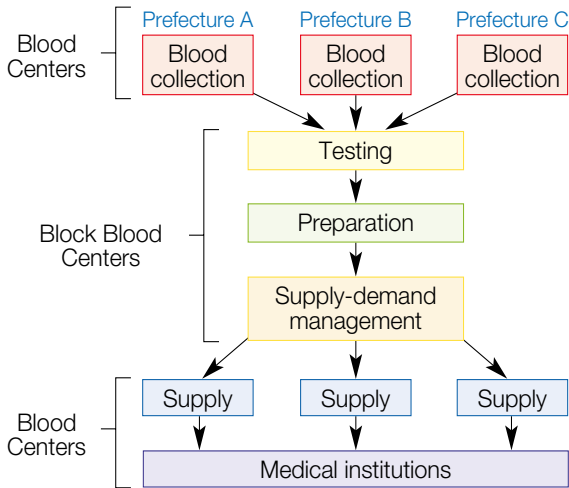 Prefecture A
Prefecture B
Prefecture C
Blood
Centers
Blood
collection
Blood
collection
Blood
collection
Testing
Block Blood
Centers
Preparation
Supply-demand
management
Blood
Centers
Supply
Supply
Supply
Medical institutions